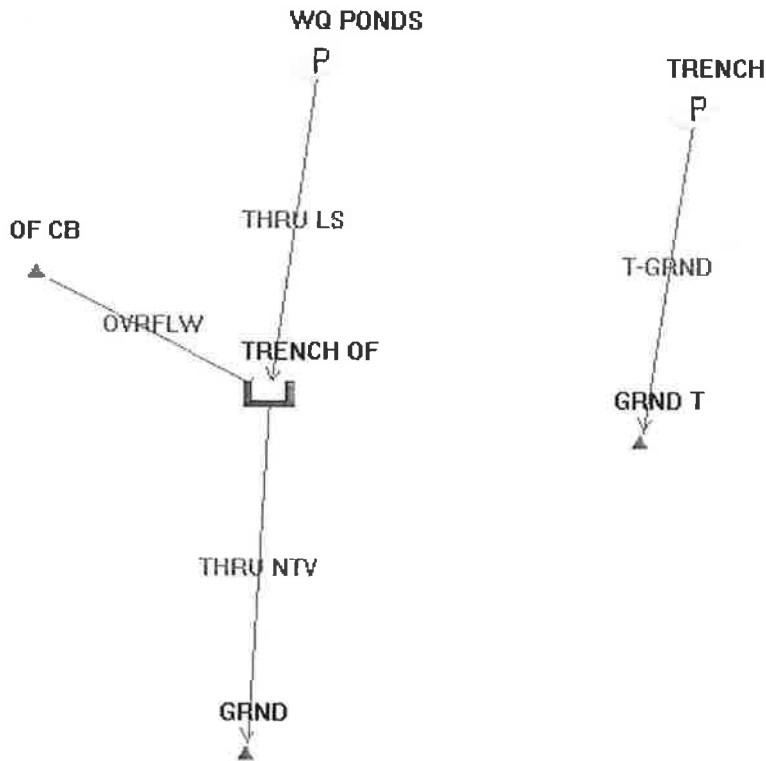 WQ PONDS
P
TRENCH
P
THRU LS
OF CB
T-GRND
OVRFLW
TRENCH OF
GRND T
THRU NTV
GRND